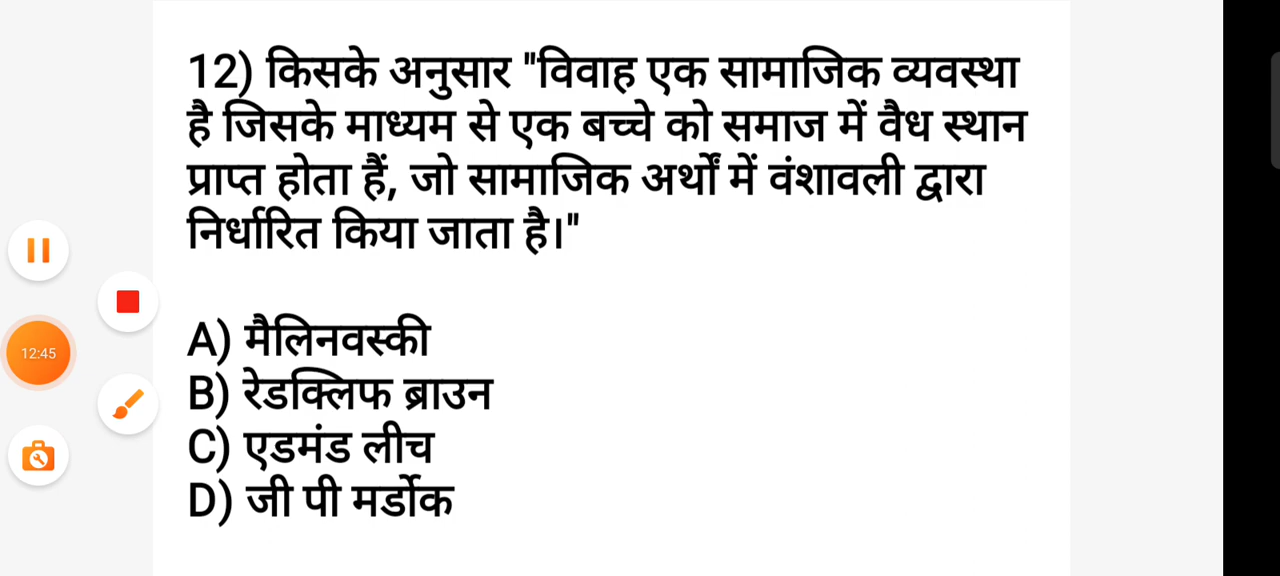 12) किसके अनुसार "विवाह एक सामाजिक व्यवस्था
है जिसके माध्यम से एक बच्चे को समाज में वैध स्थान
प्राप्त होता हैं, जो सामाजिक अर्थों में वंशावली द्वारा
निर्धारित किया जाता है।"
A) मैलिनवस्की
B) रेडक्लिफ ब्राउन
C) एडमंड लीच
D) जी पी मर्डोक
12:45